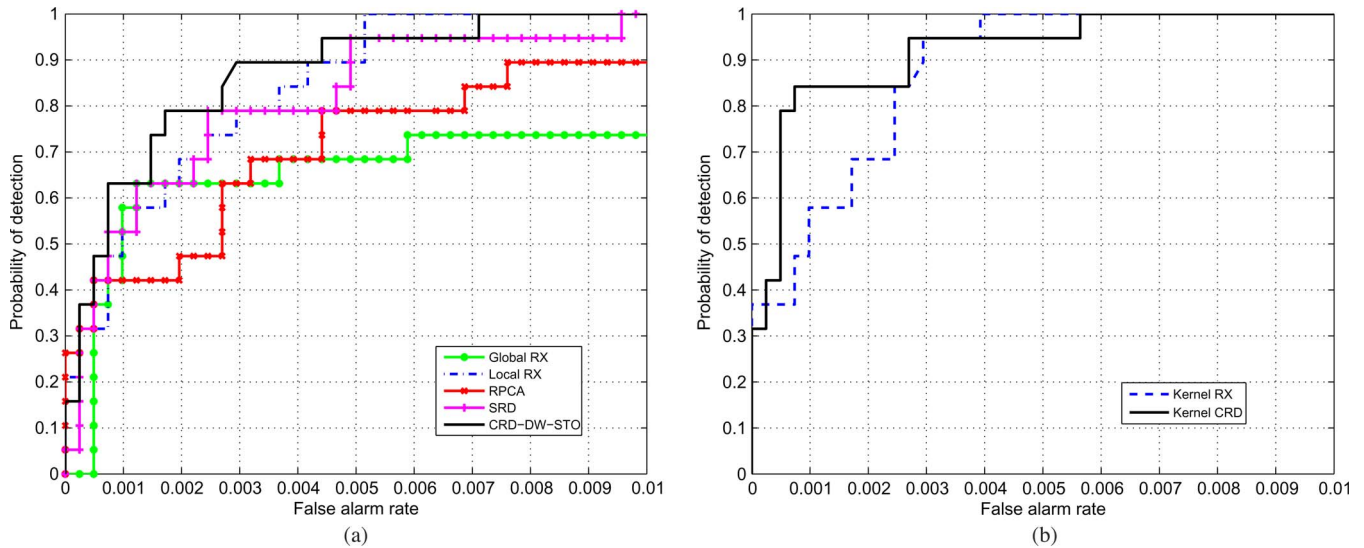 1
0.9
0.8
0.7
0.6
0.5
0.4
0.3
0.2
0.1
0
Probability of detection
Global RX
Local RX
RPCA
SRD
CRD-DW-STO
0 0.001 0.002 0.003 0.004 0.005 0.006 0.007 0.008 0.009 0.01
False alarm rate
(a)
1
0.9
0.8
0.7
0.6
0.5
0.4
0.3
0.2
0.1
0
Probability of detection
Kernel RX
Kernel CRD
0 0.001 0.002 0.003 0.004 0.005 0.006 0.007 0.008 0.009 0.01
False alarm rate
(b)